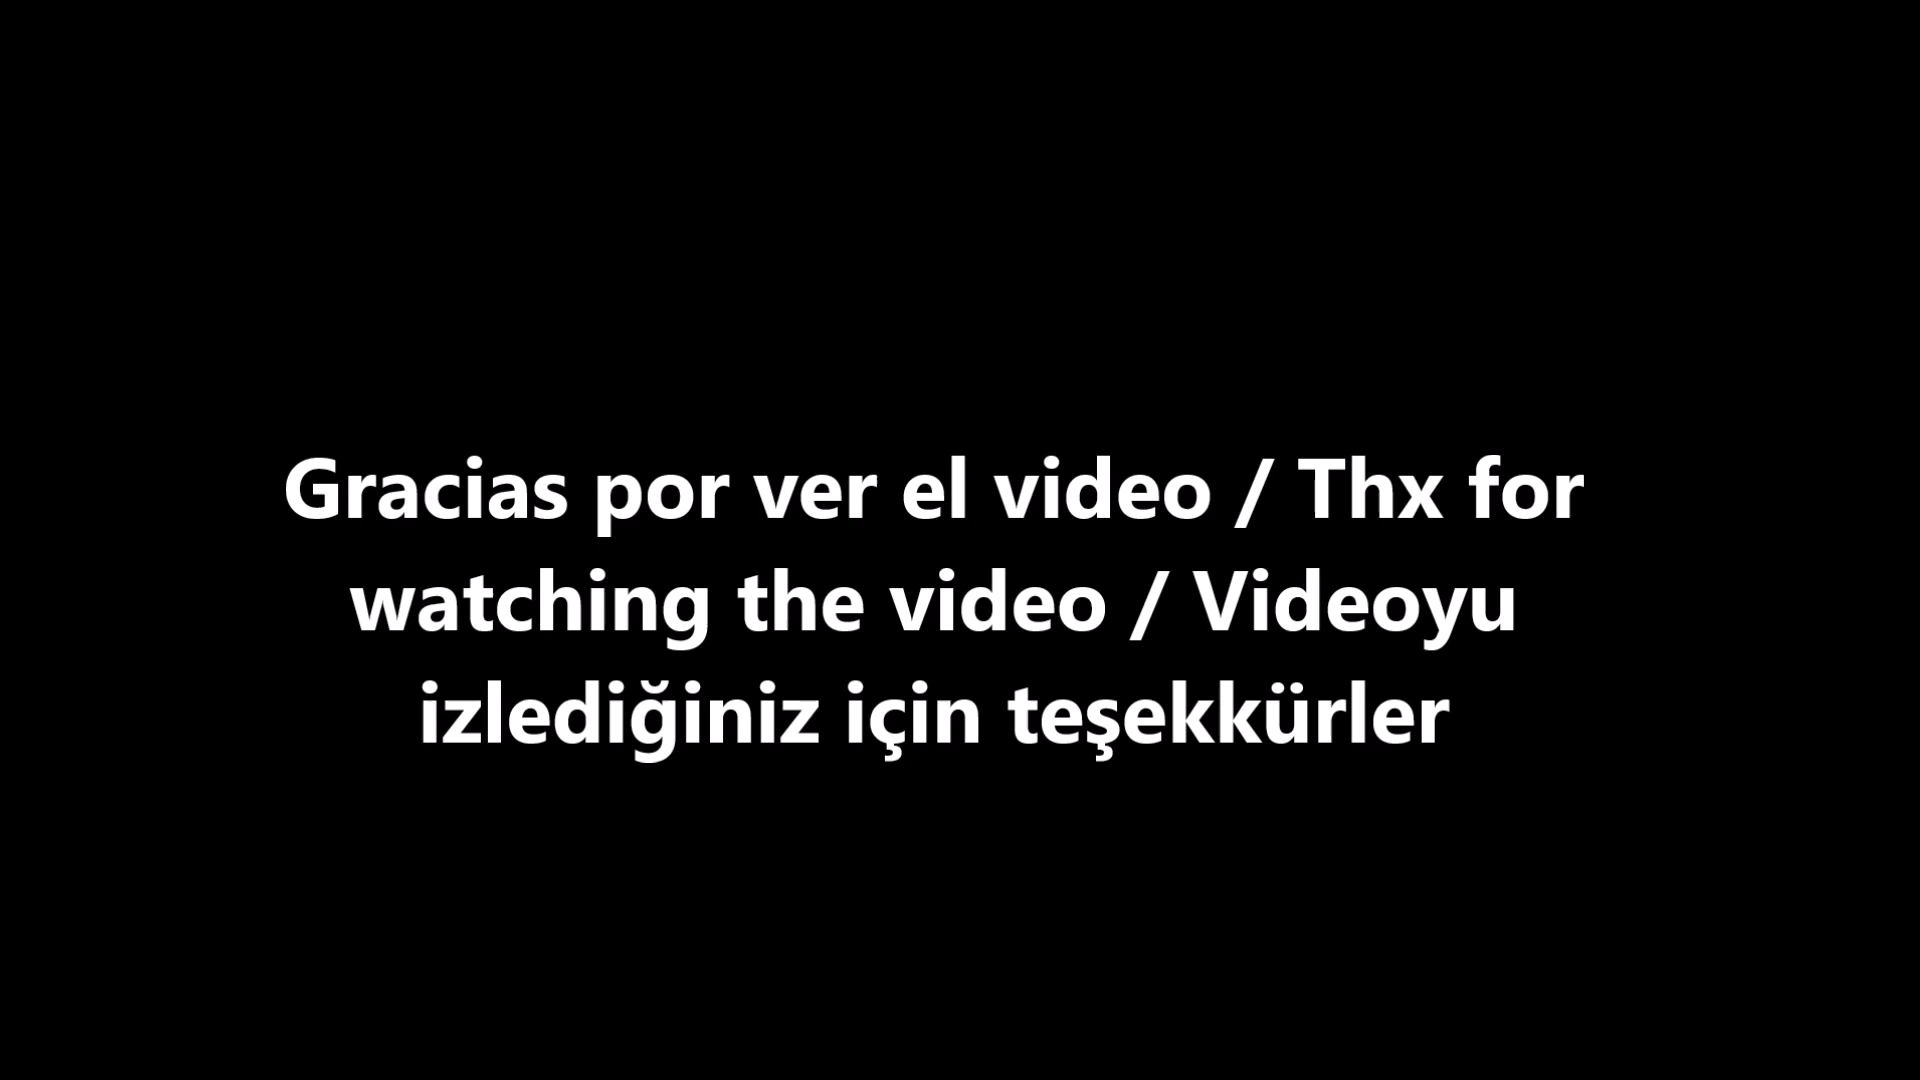 Gracias por ver el video / Thx for
watching the video / Videoyu
izlediğiniz için teşekkürler